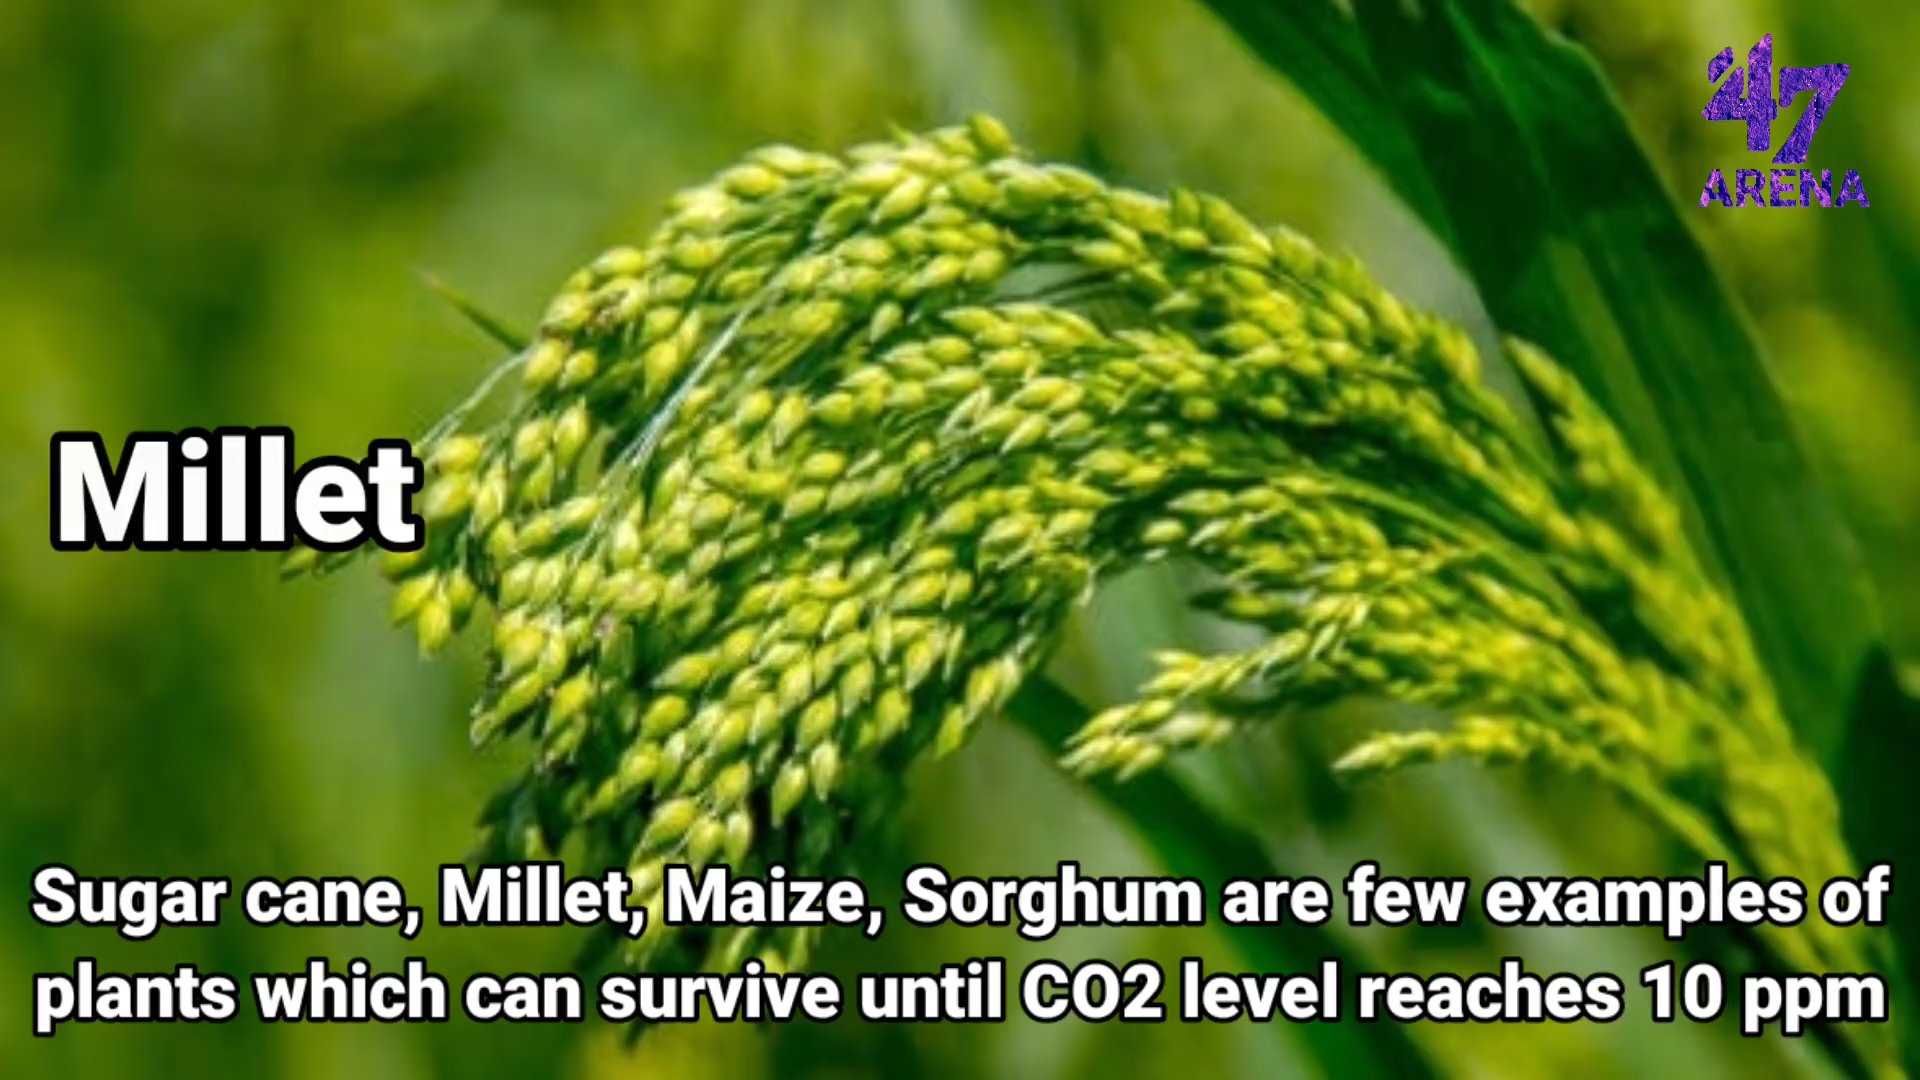 47
ARENA
Millet
Sugar cane, Millet, Maize, Sorghum are few examples of
plants which can survive until CO2 level reaches 10 ppm